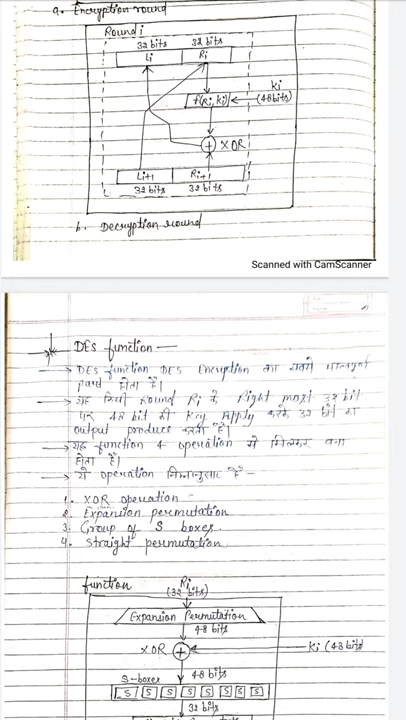 a. Encryption round
Round i
32 bits 32 bits
Li Ri
f(Ri, Ki)
Ki
(48 bits)
+ XOR
Li+1 Ri+1
32 bits 32 bits
b. Decryption round
Scanned with CamScanner
DES function —
→ DES function DES Encryption का सबसे
part होता है।
→ यह किसी round Ri के Right most 32 bit
पर 48 bit की Key Apply करके 32 bit का
output produce करता है।
→ यह function 4 operation से मिलकर बना
होता है।
→ ये operation निम्नानुसार है -
1. XOR operation
2. Expansion permutation
3. Group of S boxes.
4. Straight permutation
function
Ri
(32 bits)
Expansion Permutation
48 bits
XOR + Ki (48 bits)
S-boxes 48 bits
S S S S S S S S
32 bits